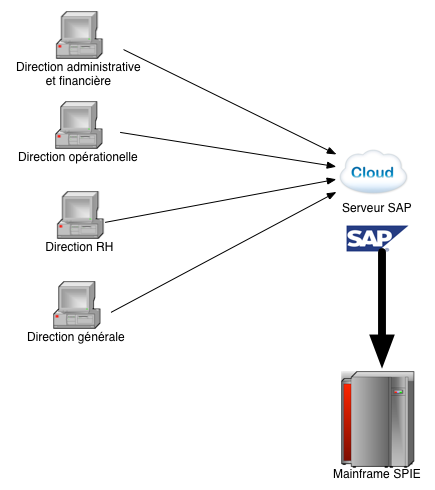 Direction administrative
et financière
Direction opérationelle
Cloud
Serveur SAP
Direction RH
SAP
Direction générale
Mainframe SPIE